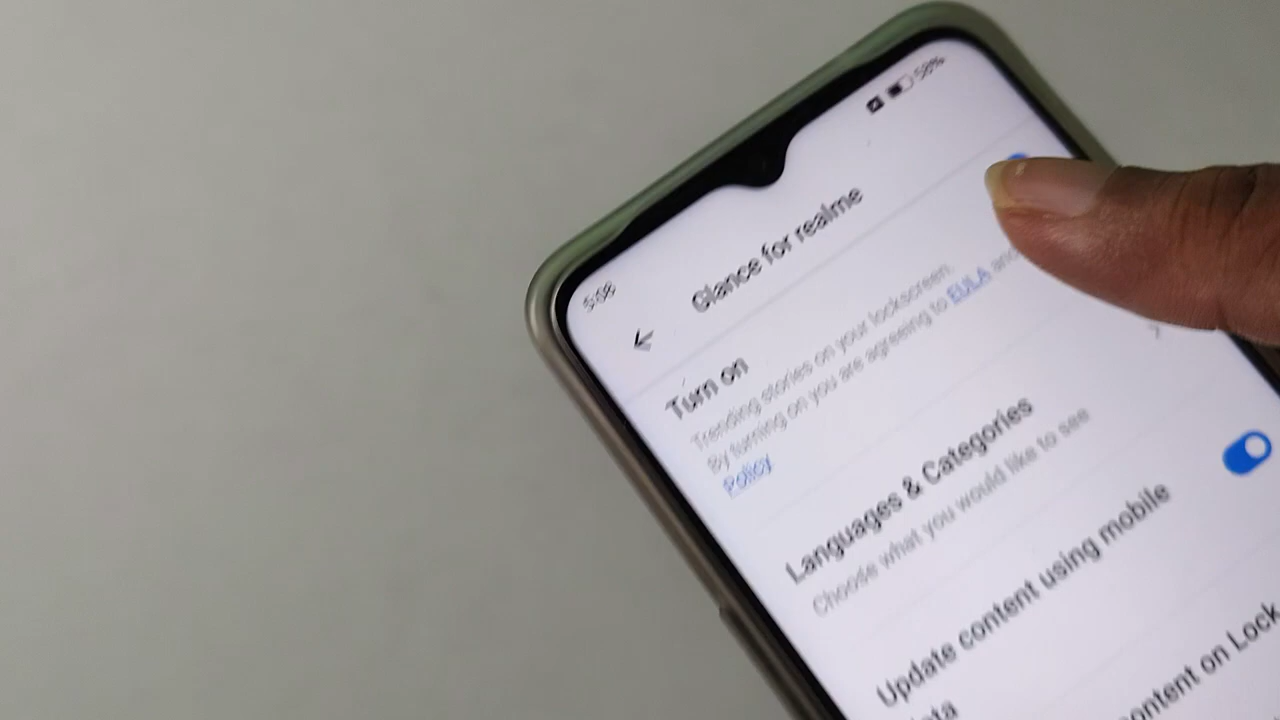 5:08
58%
Glance for realme
Turn on
Trending stories on your lockscreen.
By turning on you are agreeing to EULA and
Policy
Languages & Categories
Choose what you would like to see
Update content using mobile
data
content on Lock